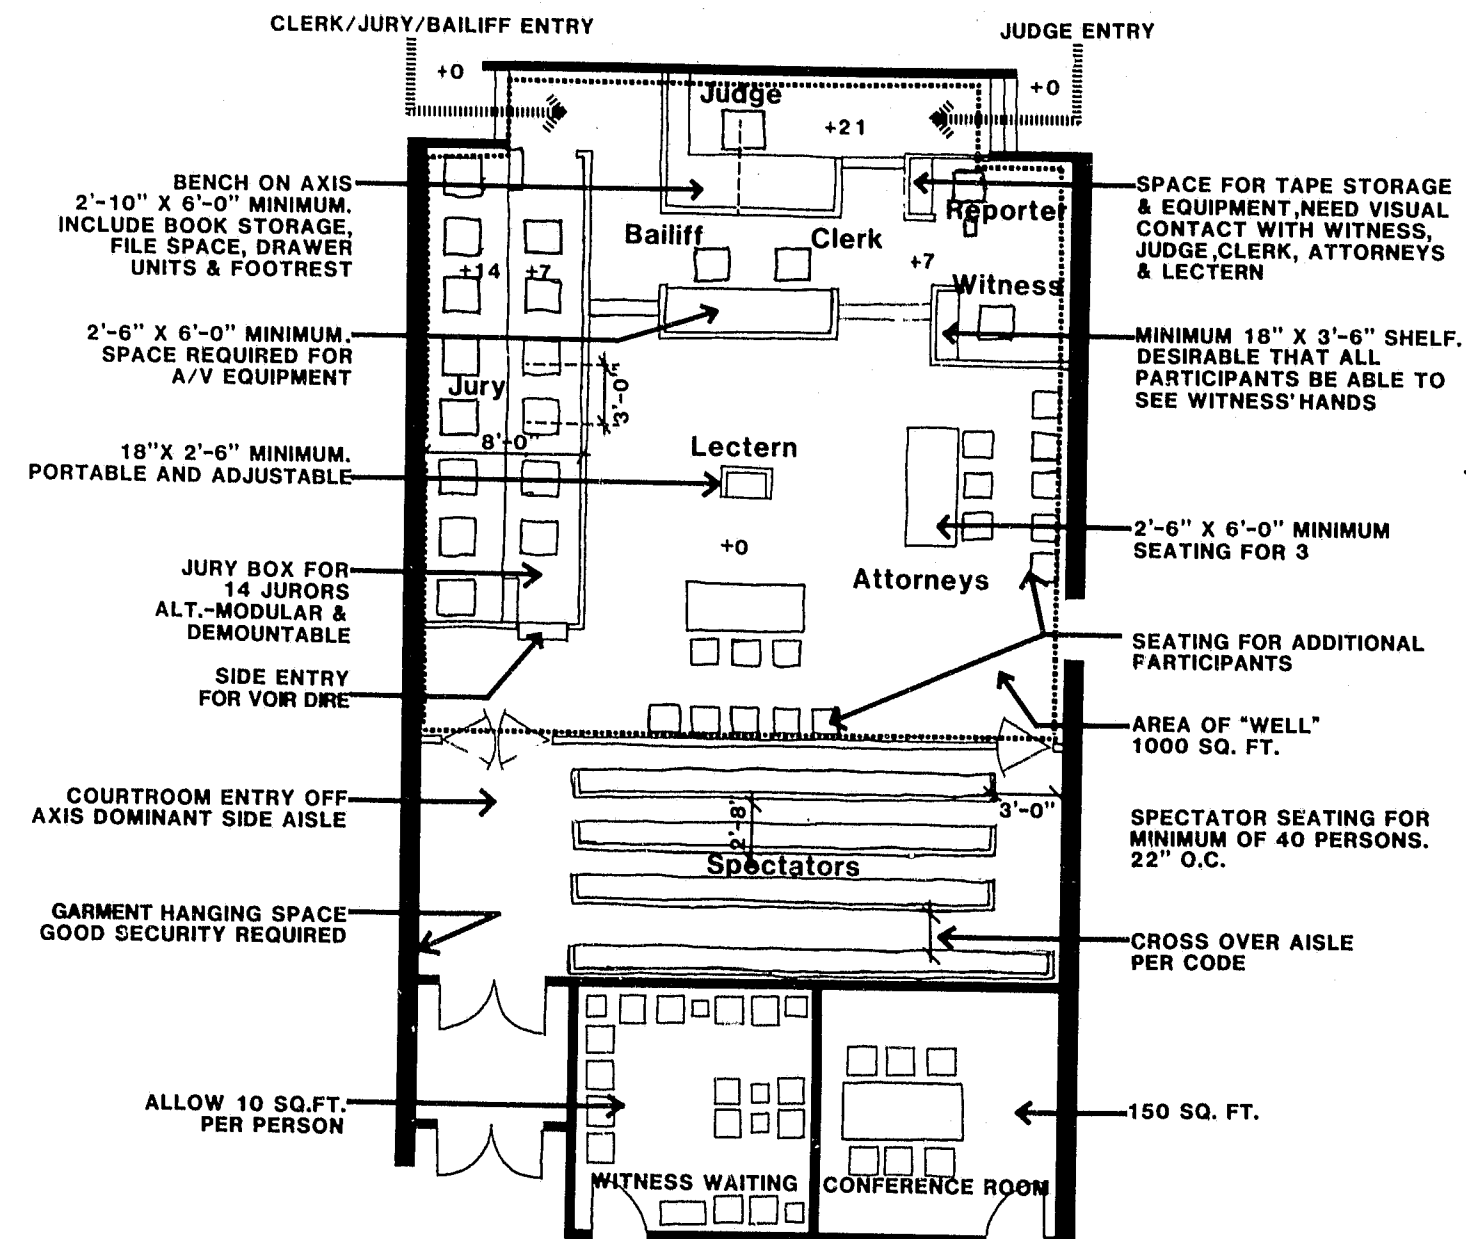 CLERK/JURY/BAILIFF ENTRY
JUDGE ENTRY
+0
+0
Judge
+21
BENCH ON AXIS
2'-10" X 6'-0" MINIMUM.
INCLUDE BOOK STORAGE,
FILE SPACE, DRAWER
UNITS & FOOTREST
SPACE FOR TAPE STORAGE
& EQUIPMENT,NEED VISUAL
CONTACT WITH WITNESS,
JUDGE,CLERK, ATTORNEYS
& LECTERN
Reporter
Bailiff
Clerk
+14
+7
+7
Witness
2'-6" X 6'-0" MINIMUM.
SPACE REQUIRED FOR
A/V EQUIPMENT
MINIMUM 18" X 3'-6" SHELF.
DESIRABLE THAT ALL
PARTICIPANTS BE ABLE TO
SEE WITNESS' HANDS
Jury
3'-0"
8'-0"
Lectern
18"X 2'-6" MINIMUM.
PORTABLE AND ADJUSTABLE
+0
2'-6" X 6'-0" MINIMUM
SEATING FOR 3
Attorneys
JURY BOX FOR
14 JURORS
ALT.-MODULAR &
DEMOUNTABLE
SEATING FOR ADDITIONAL
PARTICIPANTS
SIDE ENTRY
FOR VOIR DIRE
AREA OF "WELL"
1000 SQ. FT.
COURTROOM ENTRY OFF
AXIS DOMINANT SIDE AISLE
3'-0"
2'-8"
SPECTATOR SEATING FOR
MINIMUM OF 40 PERSONS.
22" O.C.
Spectators
GARMENT HANGING SPACE
GOOD SECURITY REQUIRED
CROSS OVER AISLE
PER CODE
ALLOW 10 SQ.FT.
PER PERSON
150 SQ. FT.
WITNESS WAITING
CONFERENCE ROOM